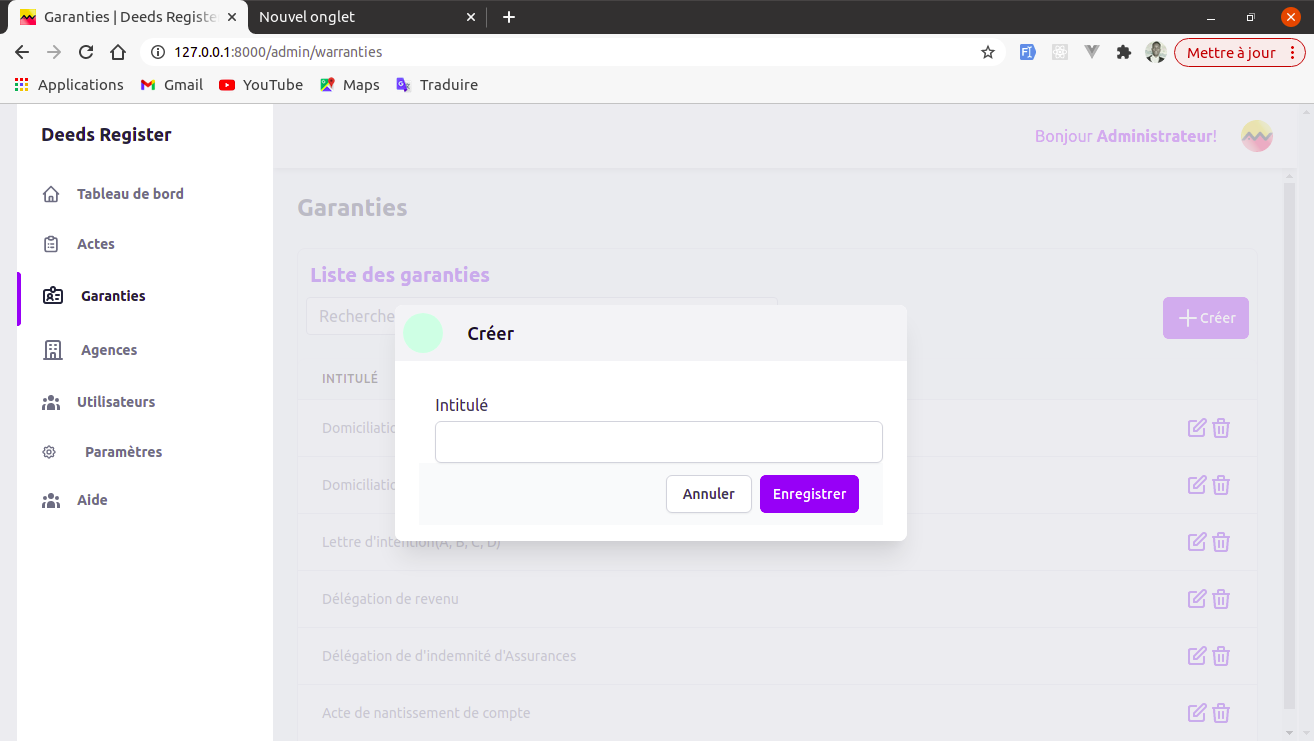 Garanties | Deeds Registe
Nouvel onglet
127.0.0.1:8000/admin/warranties
Mettre à jour
Applications
Gmail
YouTube
Maps
Traduire
Deeds Register
Bonjour Administrateur!
Tableau de bord
Actes
Garanties
Agences
Utilisateurs
Paramètres
Aide
Garanties
Liste des garanties
Recherche
Créer
INTITULÉ
Domiciliatio
Domiciliatio
Lettre d'intention(A, B, C, D)
Délégation de revenu
Délégation de d'indemnité d'Assurances
Acte de nantissement de compte
Créer
Intitulé
Annuler
Enregistrer